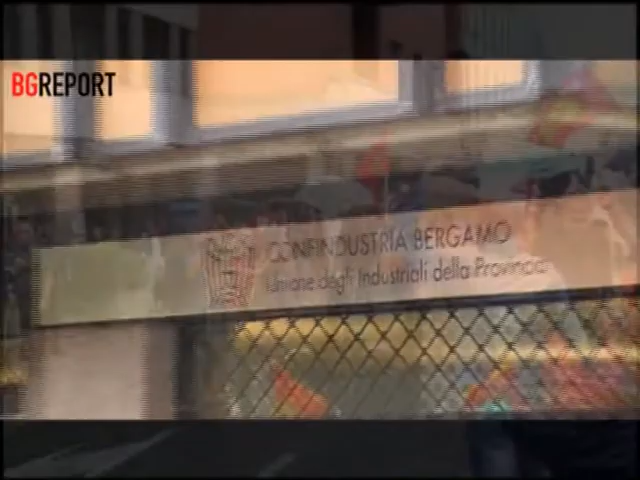 BGREPORT
CONFINDUSTRIA BERGAMO
Unione degli Industriali della Provincia